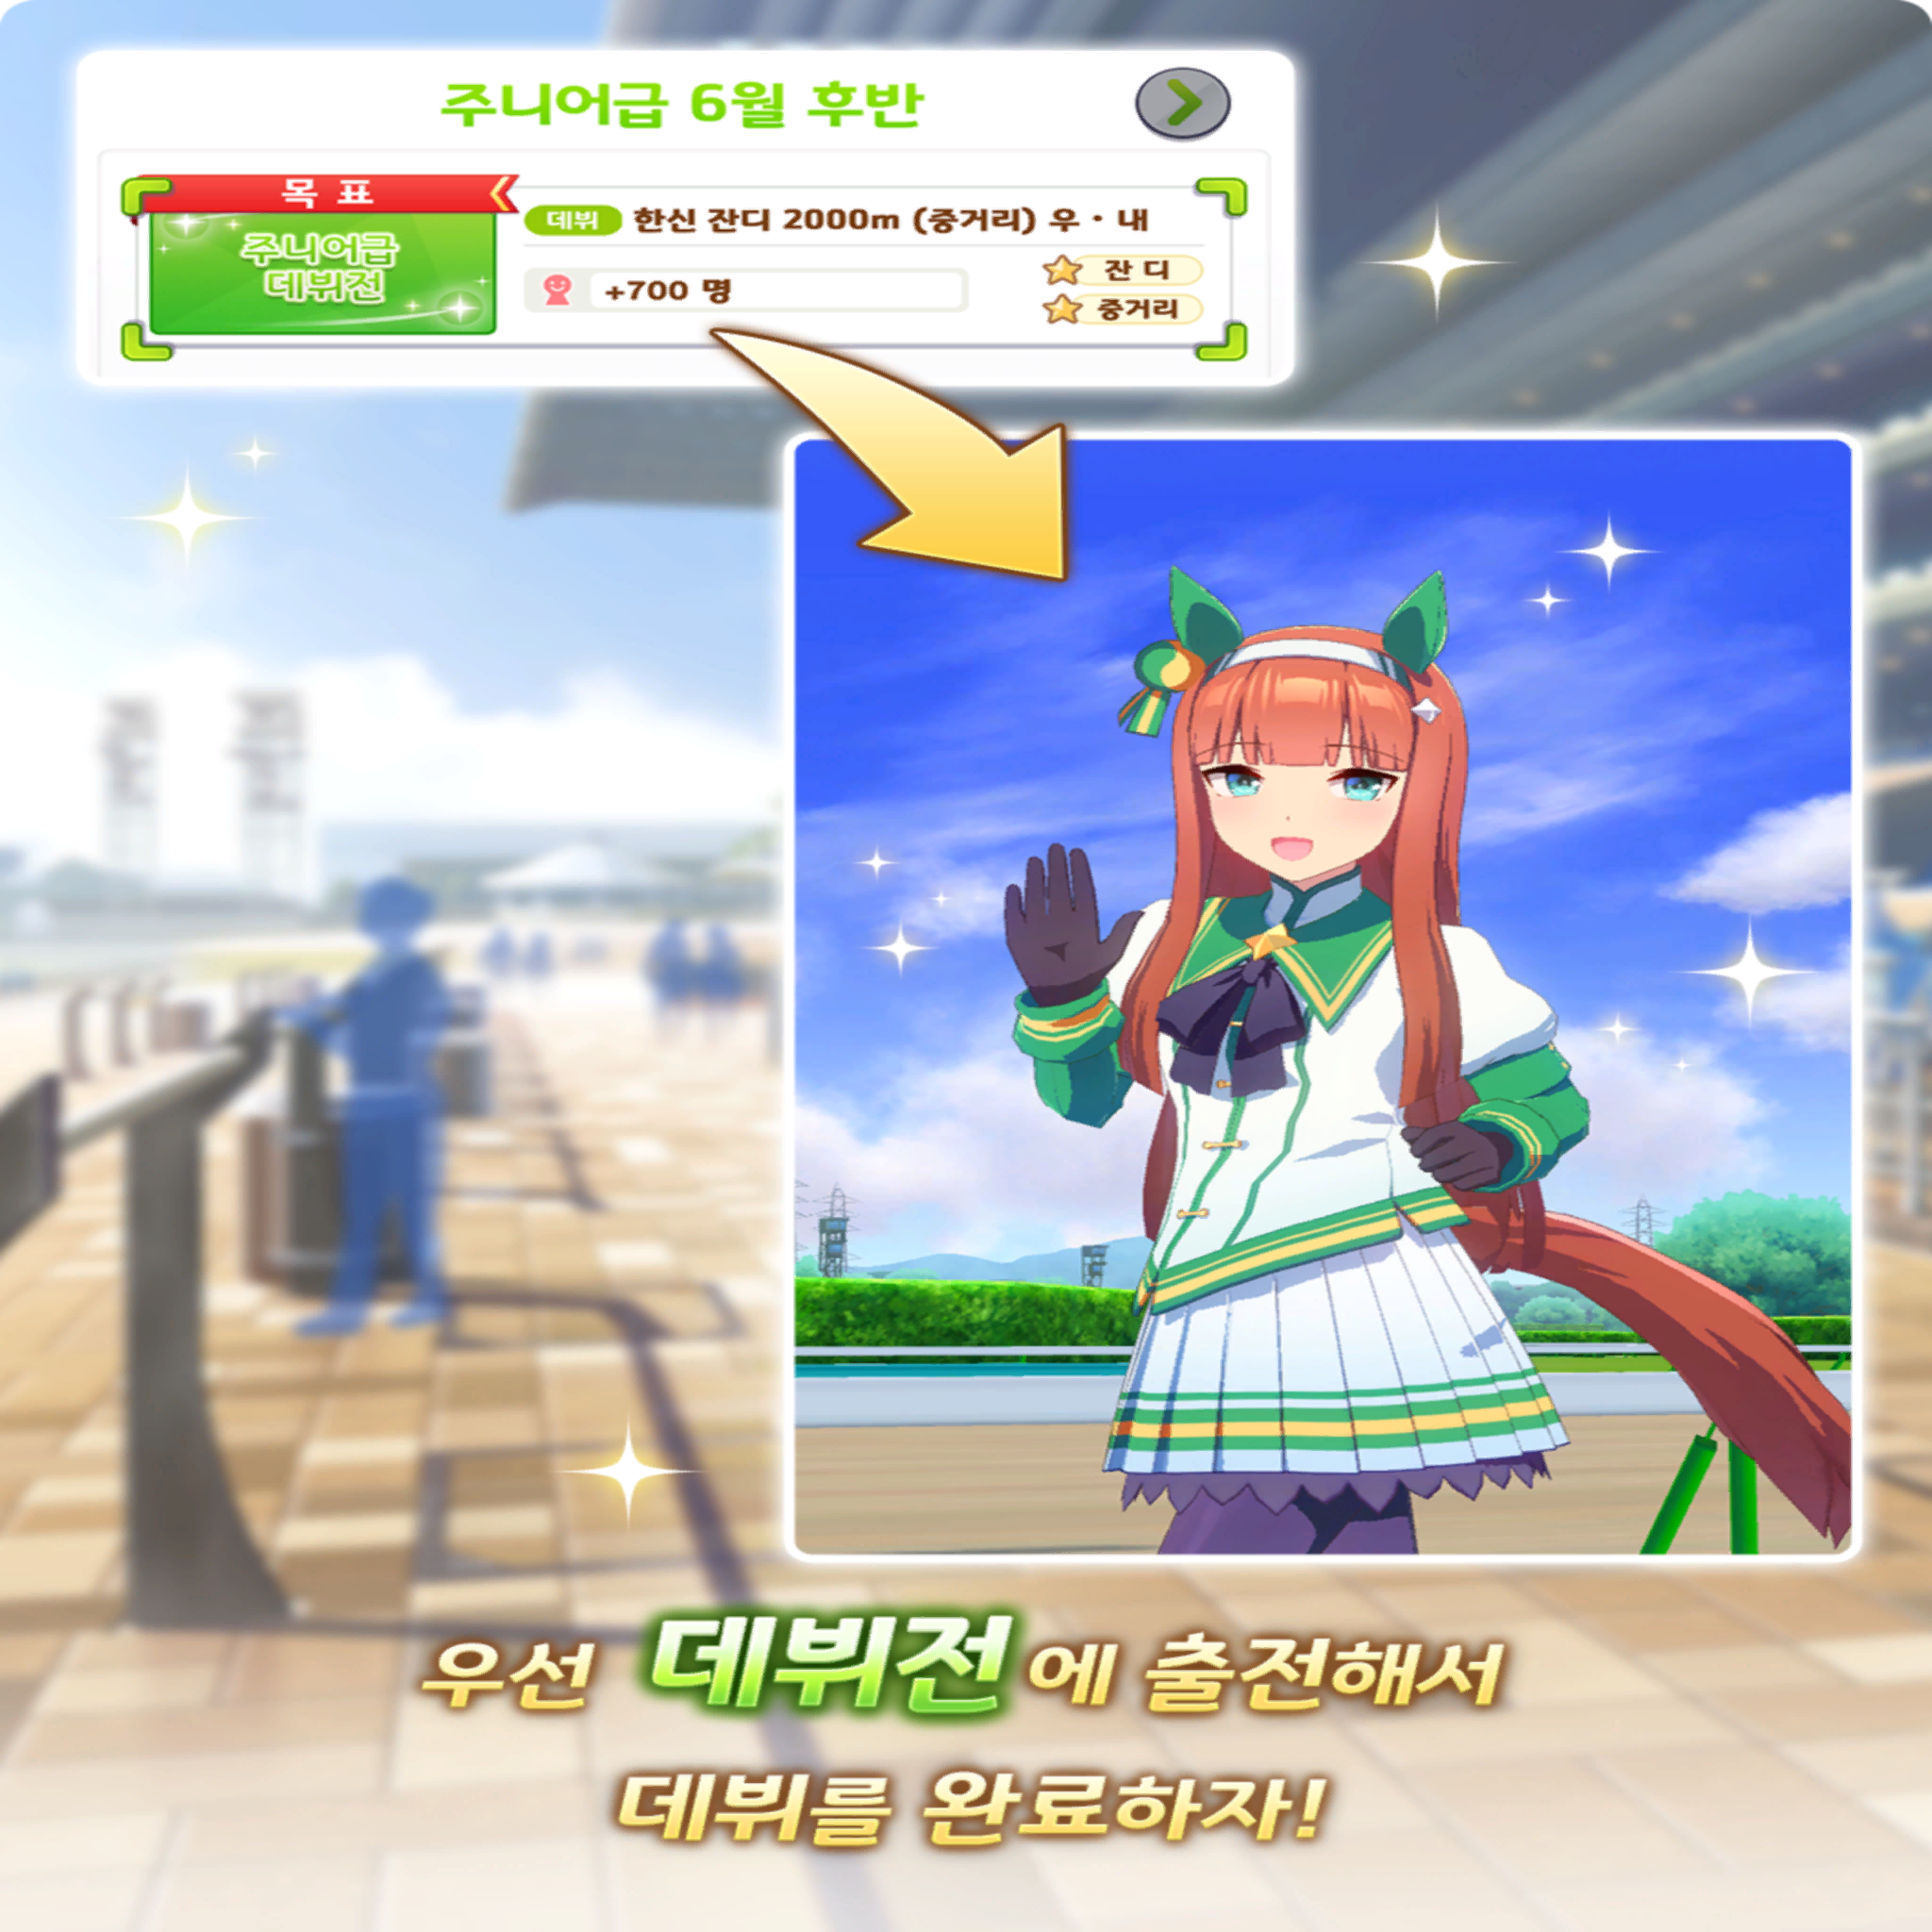 주니어급 6월 후반
목 표
주니어급
데뷔전
데뷔 한신 잔디 2000m (중거리) 우・내
+700 명
잔 디
중거리
우선 데뷔전에 출전해서
데뷔를 완료하자!